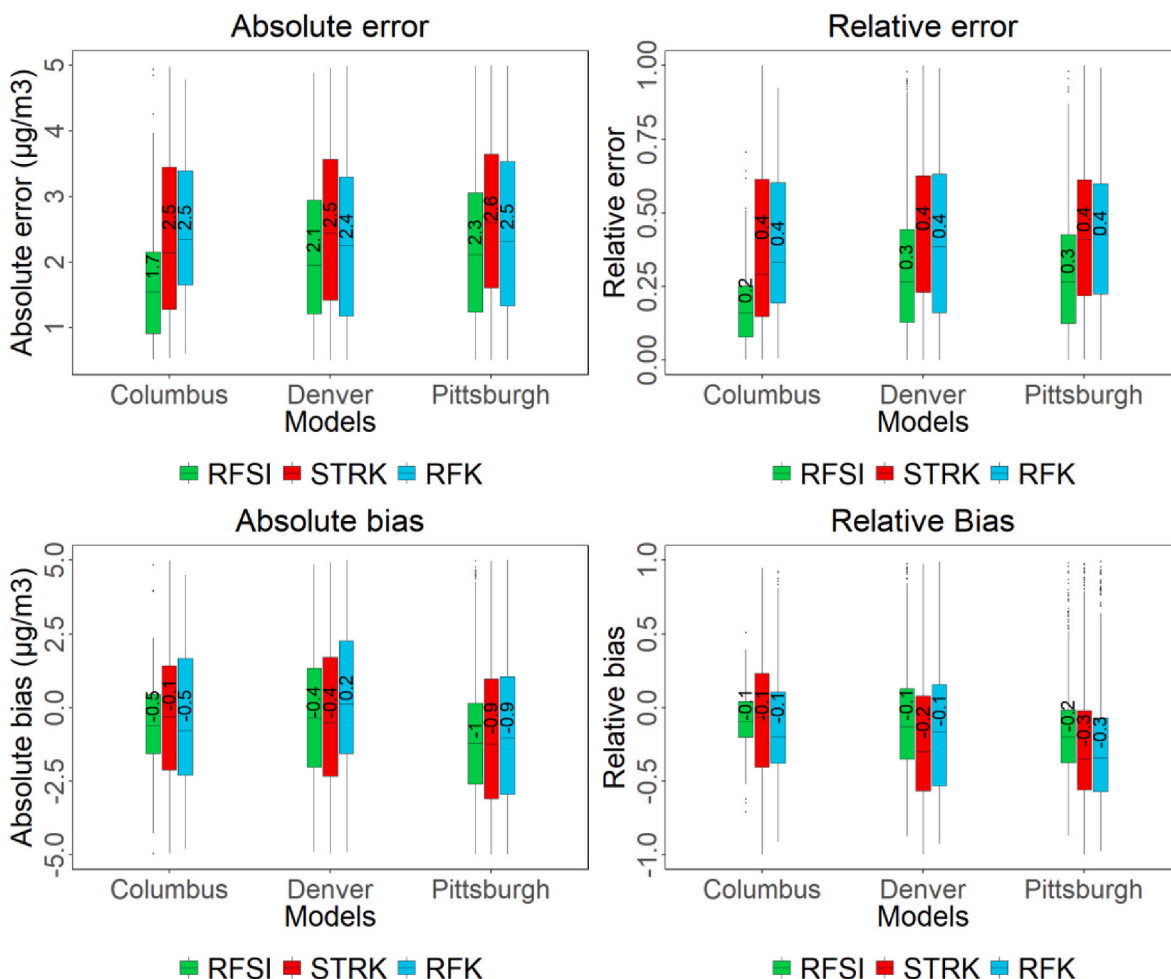 Absolute error
Absolute error (µg/m3)
5
4
3
2
1
1.7
2.5
2.5
2.1
2.5
2.4
2.3
2.6
2.5
Columbus Denver Pittsburgh
Models
RFSI STRK RFK
Relative error
Relative error
1.00
0.75
0.50
0.25
0.00
0.2
0.4
0.4
0.3
0.4
0.4
0.3
0.4
0.4
Columbus Denver Pittsburgh
Models
RFSI STRK RFK
Absolute bias
Absolute bias (µg/m3)
5.0
2.5
0.0
-2.5
-5.0
-0.5
-0.1
-0.5
-0.4
-0.4
0.2
-1
-0.9
-0.9
Columbus Denver Pittsburgh
Models
RFSI STRK RFK
Relative Bias
Relative bias
1.0
0.5
0.0
-0.5
-1.0
-0.1
-0.1
-0.1
-0.1
-0.2
-0.1
-0.2
-0.3
-0.3
Columbus Denver Pittsburgh
Models
RFSI STRK RFK